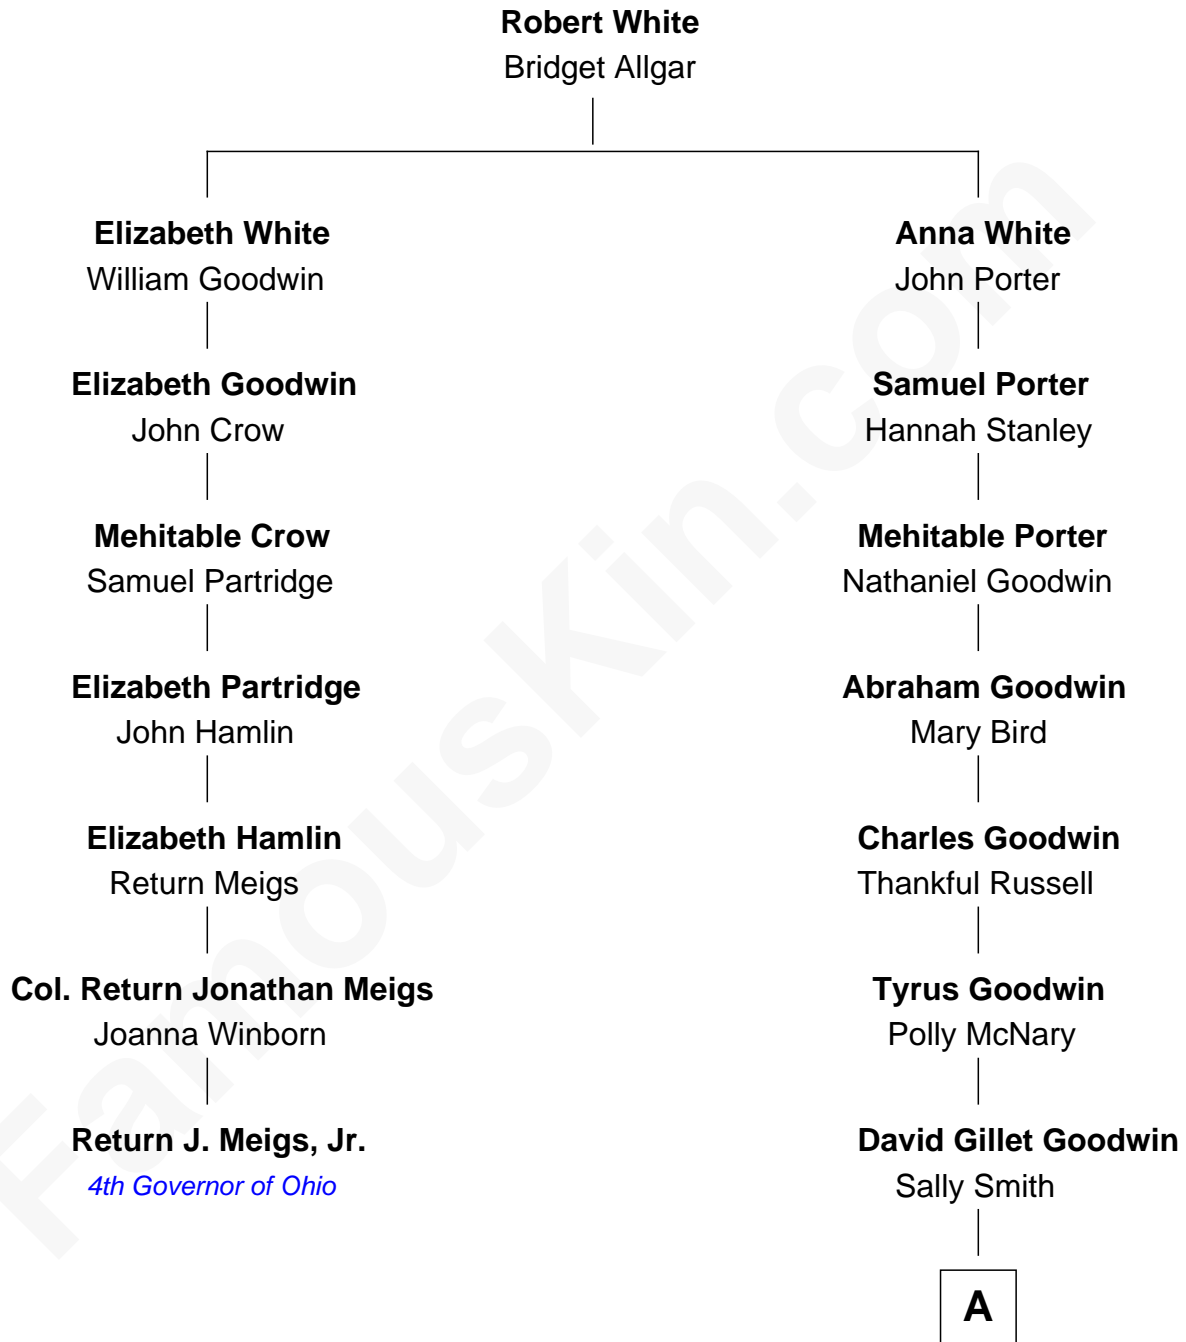 Robert White
Bridget Allgar
Elizabeth White
William Goodwin
Anna White
John Porter
Elizabeth Goodwin
John Crow
Samuel Porter
Hannah Stanley
Mehitable Crow
Samuel Partridge
Mehitable Porter
Nathaniel Goodwin
Elizabeth Partridge
John Hamlin
Abraham Goodwin
Mary Bird
Elizabeth Hamlin
Return Meigs
Charles Goodwin
Thankful Russell
Col. Return Jonathan Meigs
Joanna Winborn
Tyrus Goodwin
Polly McNary
Return J. Meigs, Jr.
4th Governor of Ohio
David Gillet Goodwin
Sally Smith
A
FamousKin.com